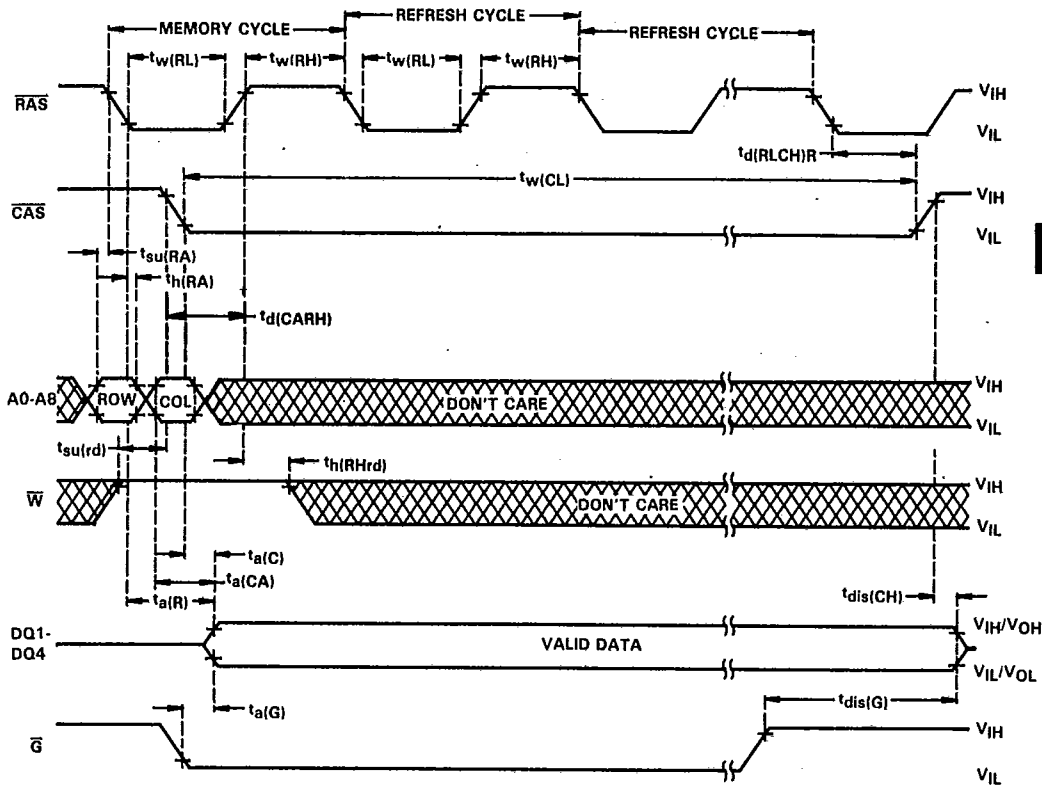 REFRESH CYCLE
MEMORY CYCLE
REFRESH CYCLE
tw(RL)
tw(RH)
tw(RL)
tw(RH)
RAS
VIH
VIL
td(RLCH)R
tw(CL)
CAS
VIH
VIL
tsu(RA)
th(RA)
td(CARH)
A0-A8
ROW
COL
DON'T CARE
VIH
VIL
tsu(rd)
th(RHrd)
W
DON'T CARE
VIH
VIL
ta(C)
ta(CA)
ta(R)
tdis(CH)
DQ1-
DQ4
VALID DATA
VIH/VOH
VIL/VOL
ta(G)
tdis(G)
G
VIH
VIL